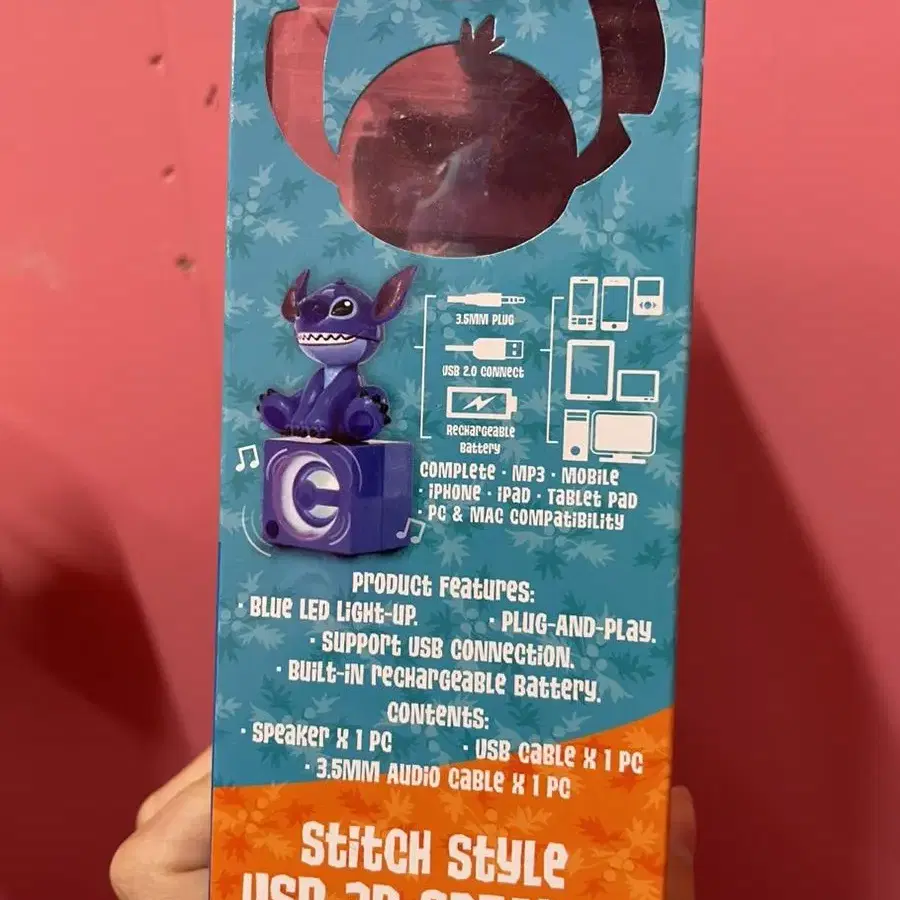 3.5MM PLUG
USB 2.0 CONNECT
RECHARGEABLE
BATTERY
COMPLETE · MP3 · MOBILE
· iPHONE · iPAD · TABLET PAD
· PC & MAC COMPATIBILITY
PRODUCT FEATURES:
· BLUE LED LIGHT-UP. · PLUG-AND-PLAY.
· SUPPORT USB CONNECTION.
· BUILT-IN RECHARGEABLE BATTERY.
CONTENTS:
· SPEAKER X 1 PC · USB CABLE X 1 PC
· 3.5MM AUDIO CABLE X 1 PC
STITCH STYLE
USB 2D